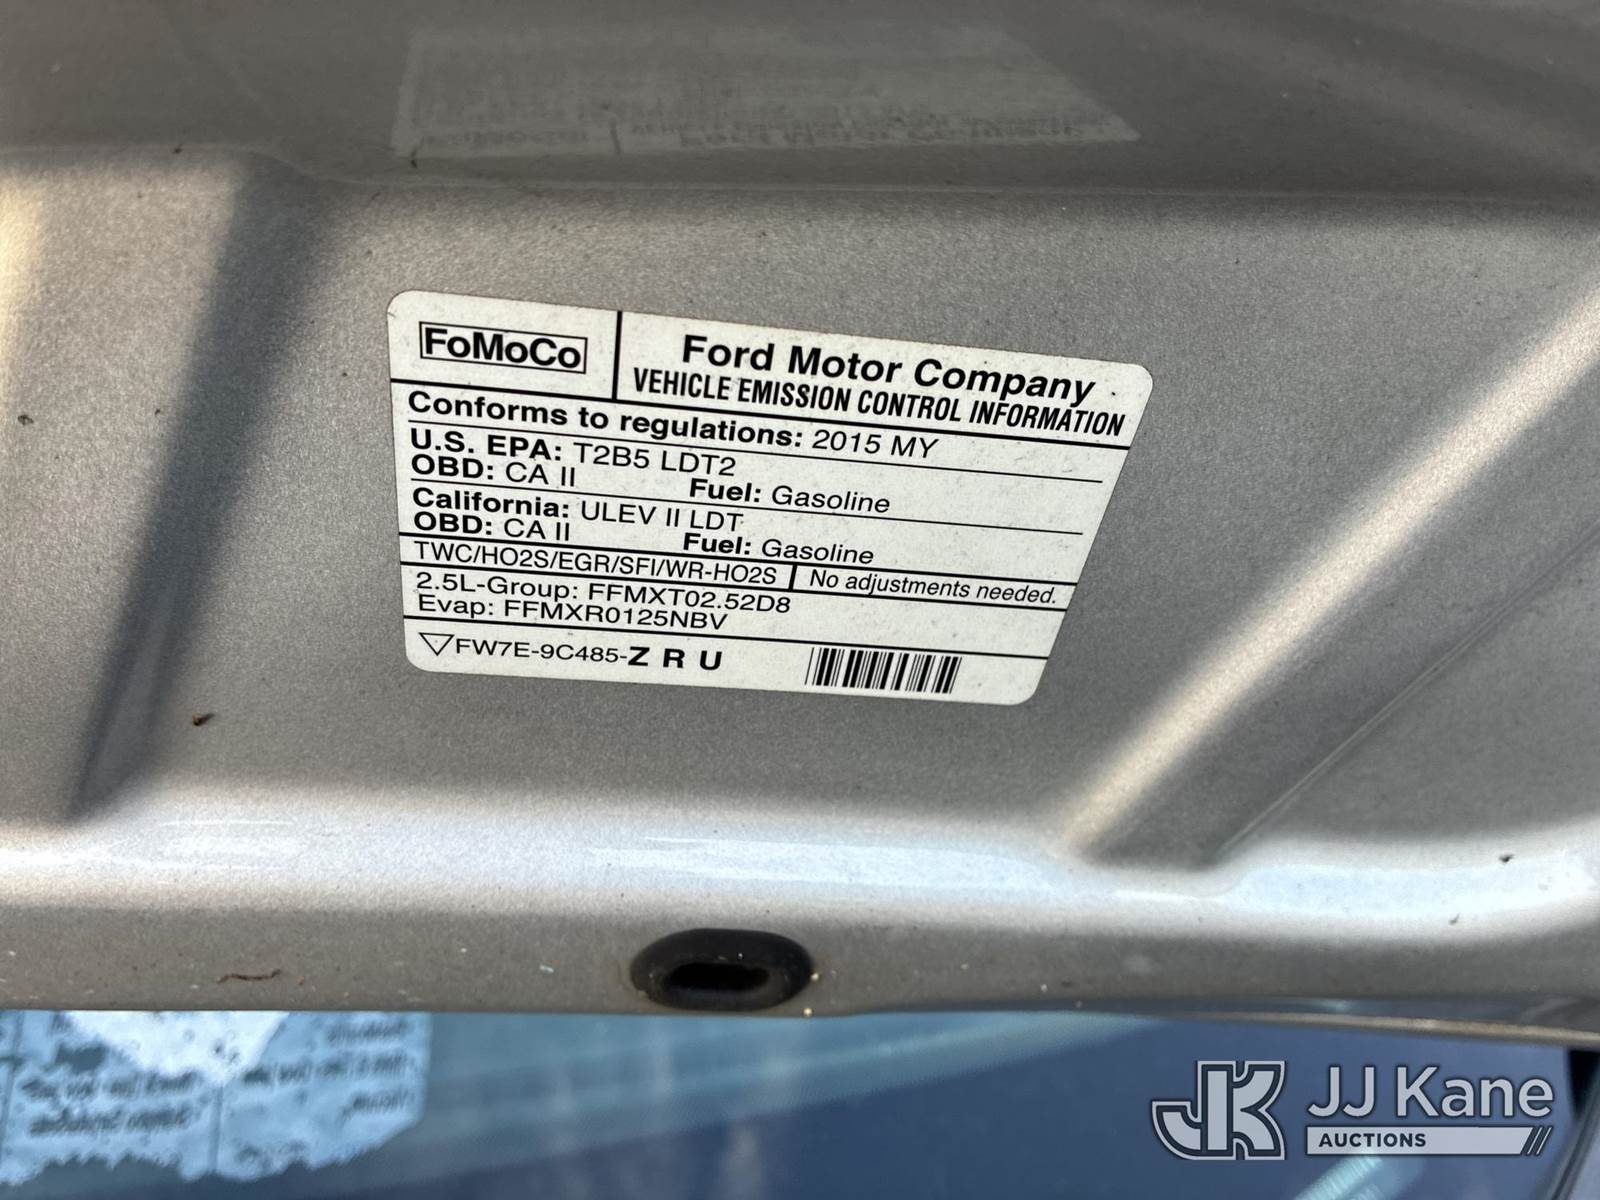 FoMoCo
Ford Motor Company
VEHICLE EMISSION CONTROL INFORMATION
Conforms to regulations: 2015 MY
U.S. EPA: T2B5 LDT2
OBD: CA II Fuel: Gasoline
California: ULEV II LDT
OBD: CA II Fuel: Gasoline
TWC/HO2S/EGR/SFI/WR-HO2S No adjustments needed.
2.5L-Group: FFMXT02.52D8
Evap: FFMXR0125NBV
FW7E-9C485-Z R U
JK JJ Kane
AUCTIONS